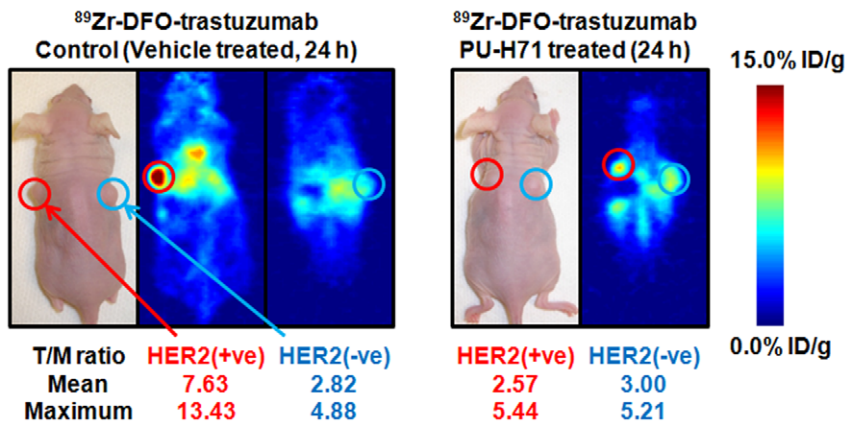 ⁸⁹Zr-DFO-trastuzumab
Control (Vehicle treated, 24 h)
⁸⁹Zr-DFO-trastuzumab
PU-H71 treated (24 h)
15.0% ID/g
0.0% ID/g
T/M ratio HER2(+ve) HER2(-ve) HER2(+ve) HER2(-ve)
Mean 7.63 2.82 2.57 3.00
Maximum 13.43 4.88 5.44 5.21